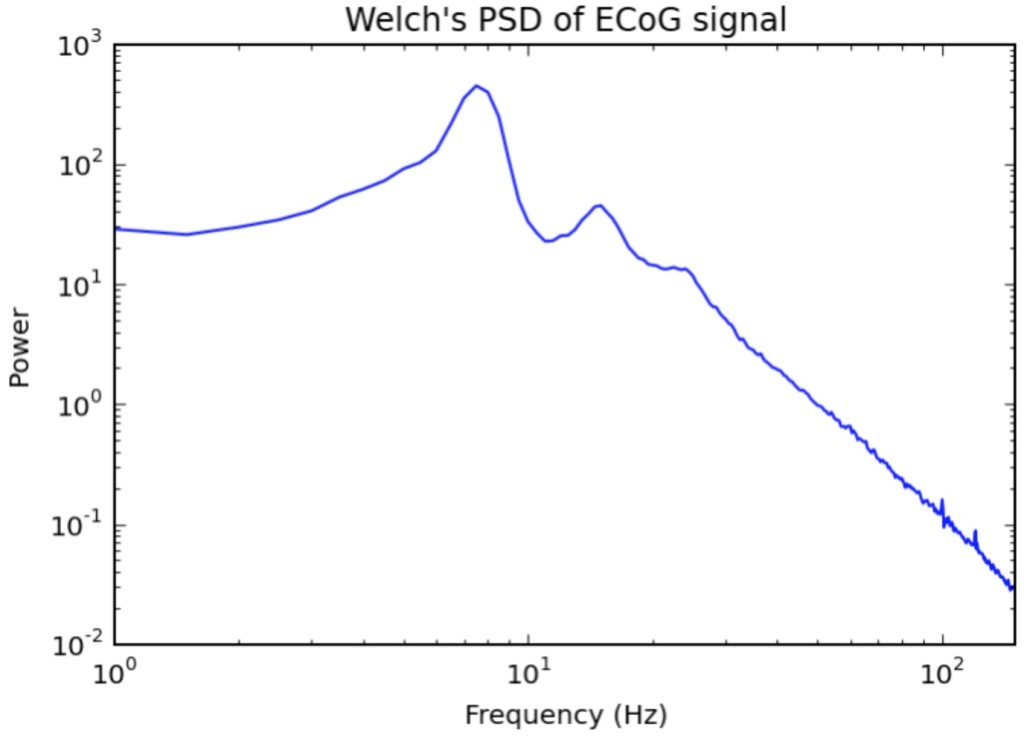 Welch's PSD of ECoG signal
10³
10²
10¹
10⁰
10⁻¹
10⁻²
Power
10⁰ 10¹ 10²
Frequency (Hz)